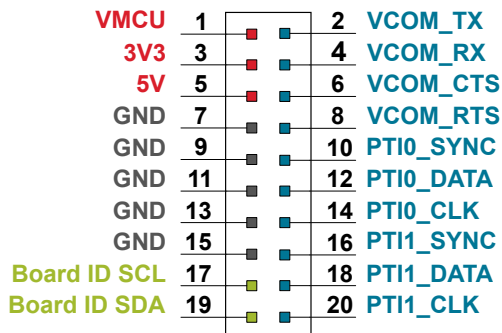 VMCU 1 2 VCOM_TX
3V3 3 4 VCOM_RX
5V 5 6 VCOM_CTS
GND 7 8 VCOM_RTS
GND 9 10 PTI0_SYNC
GND 11 12 PTI0_DATA
GND 13 14 PTI0_CLK
GND 15 16 PTI1_SYNC
Board ID SCL 17 18 PTI1_DATA
Board ID SDA 19 20 PTI1_CLK